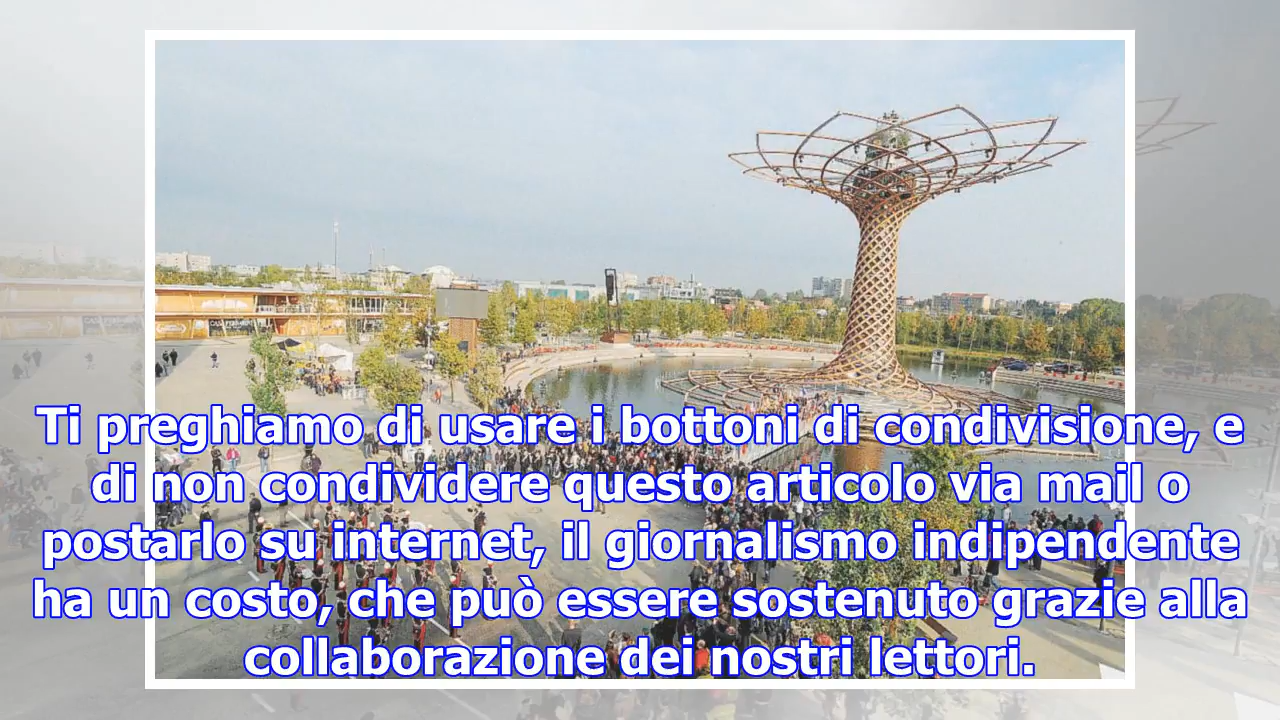 Ti preghiamo di usare i bottoni di condivisione, e
di non condividere questo articolo via mail o
postarlo su internet, il giornalismo indipendente
ha un costo, che può essere sostenuto grazie alla
collaborazione dei nostri lettori.